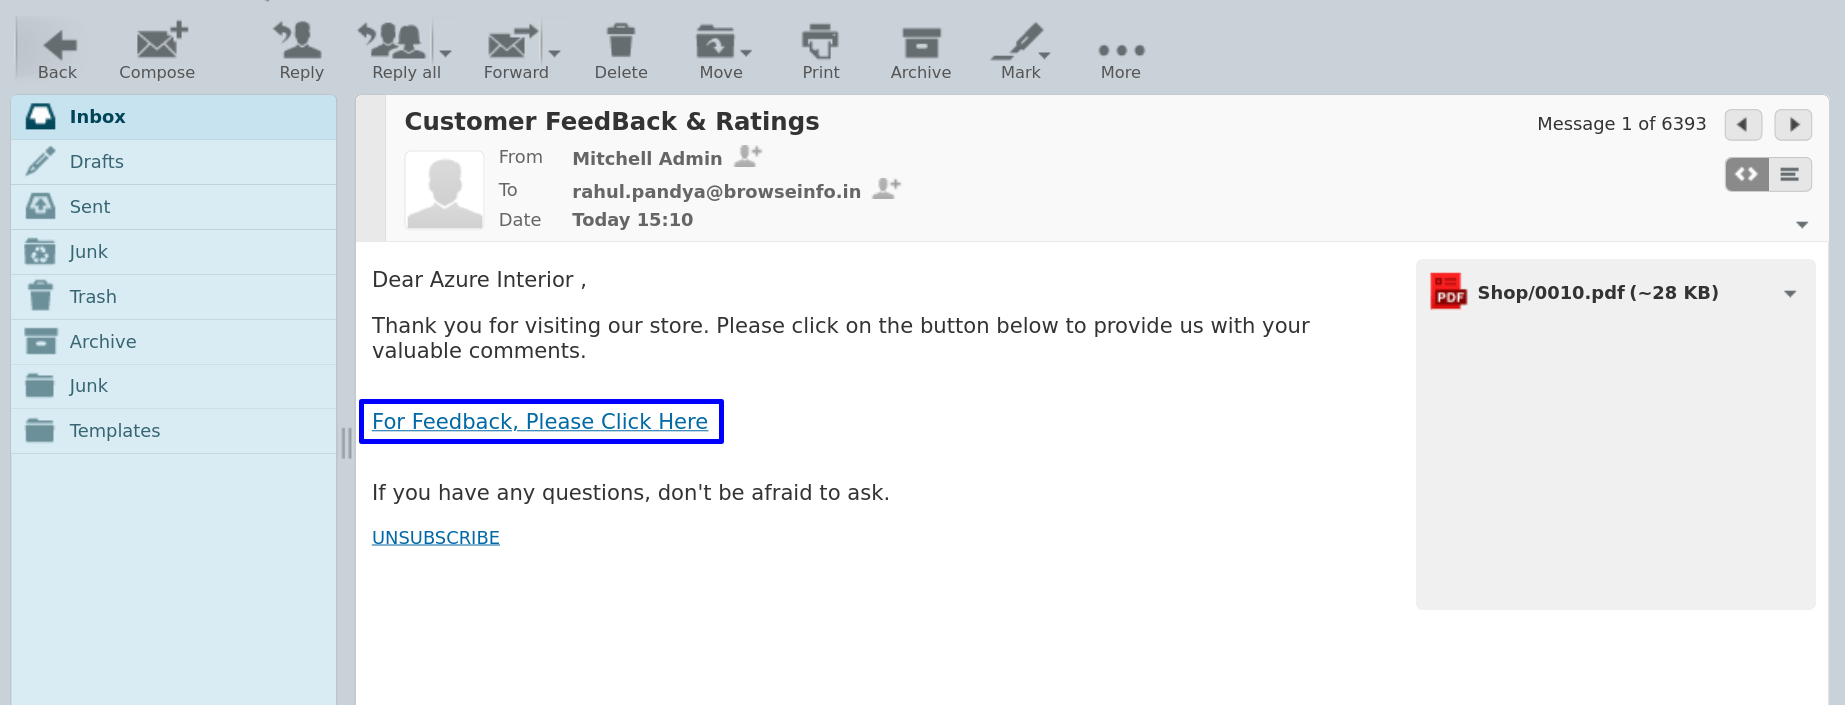 Back
Compose
Reply
Reply all
Forward
Delete
Move
Print
Archive
Mark
More
Inbox
Drafts
Sent
Junk
Trash
Archive
Junk
Templates
Customer FeedBack & Ratings
Message 1 of 6393
From Mitchell Admin
To rahul.pandya@browseinfo.in
Date Today 15:10
Dear Azure Interior ,
Thank you for visiting our store. Please click on the button below to provide us with your
valuable comments.
For Feedback, Please Click Here
If you have any questions, don't be afraid to ask.
UNSUBSCRIBE
PDF
Shop/0010.pdf (~28 KB)